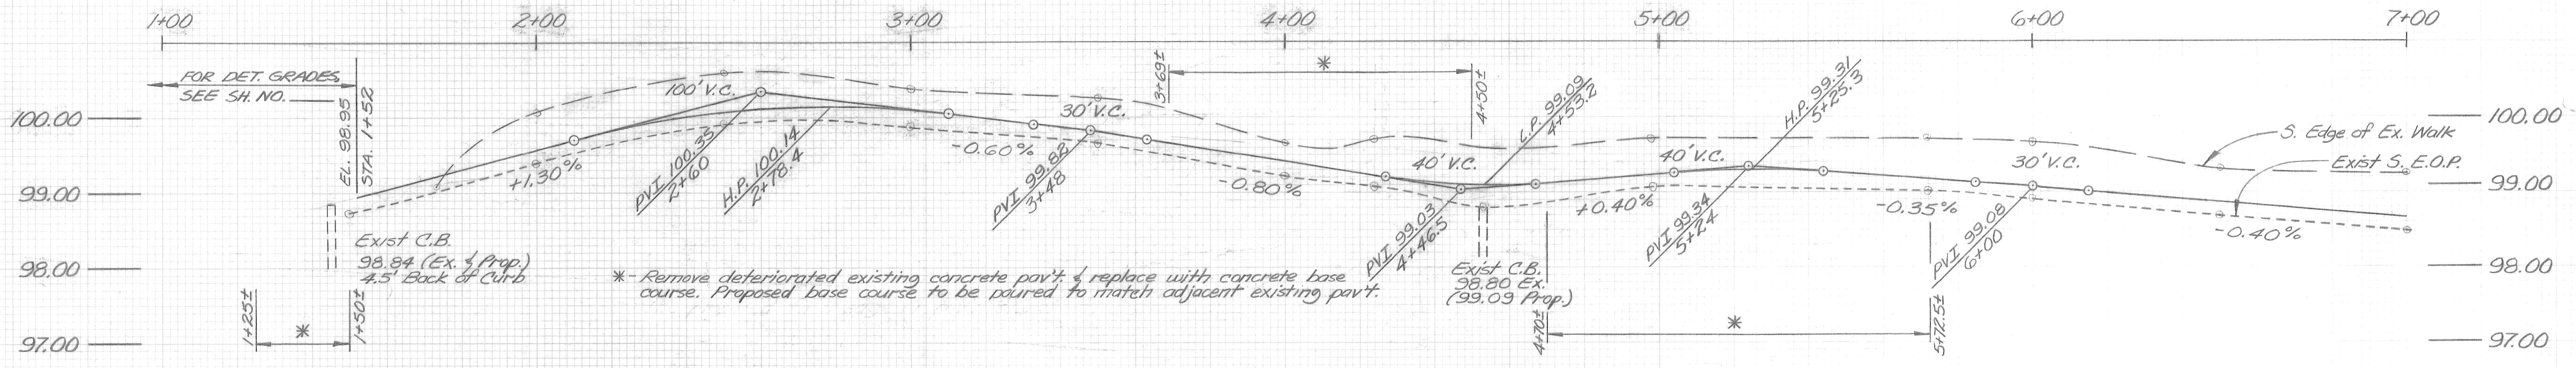 1+00 2+00 3+00 4+00 5+00 6+00 7+00
FOR DET. GRADES,
SEE SH. NO.
EL. 98.95
STA. 1+52
100.00
99.00
98.00
97.00
+1.30%
100' V.C.
PVI 100.35
2+60
H.P. 100.14
2+78.4
-0.60%
30' V.C.
PVI 99.82
3+48
3+69±
*
4+50±
-0.80%
40' V.C.
L.P. 99.09
4+53.2
PVI 99.03
4+46.5
+0.40%
40' V.C.
H.P. 99.31
5+25.3
PVI 99.34
5+24
-0.35%
30' V.C.
PVI 99.08
6+00
-0.40%
S. Edge of Ex. Walk
Exist S. E.O.P.
100.00
99.00
98.00
97.00
Exist C.B.
98.84 (Ex. & Prop.)
4.5' Back of Curb
1+25±
*
1+50±
* - Remove deteriorated existing concrete pav't. & replace with concrete base
course. Proposed base course to be poured to match adjacent existing pav't.
Exist C.B.
98.80 Ex.
(99.09 Prop.)
4+70±
*
5+72.5±